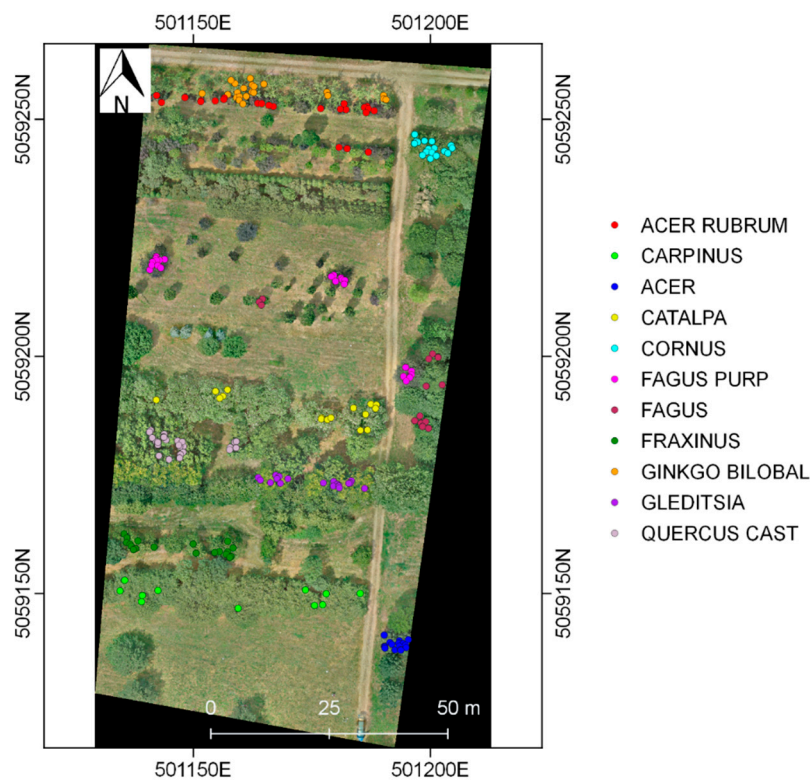 501150E 501200E
N
5059250N 5059250N
5059200N 5059200N
5059150N 5059150N
ACER RUBRUM
CARPINUS
ACER
CATALPA
CORNUS
FAGUS PURP
FAGUS
FRAXINUS
GINKGO BILOBAL
GLEDITSIA
QUERCUS CAST
0 25 50 m
501150E 501200E